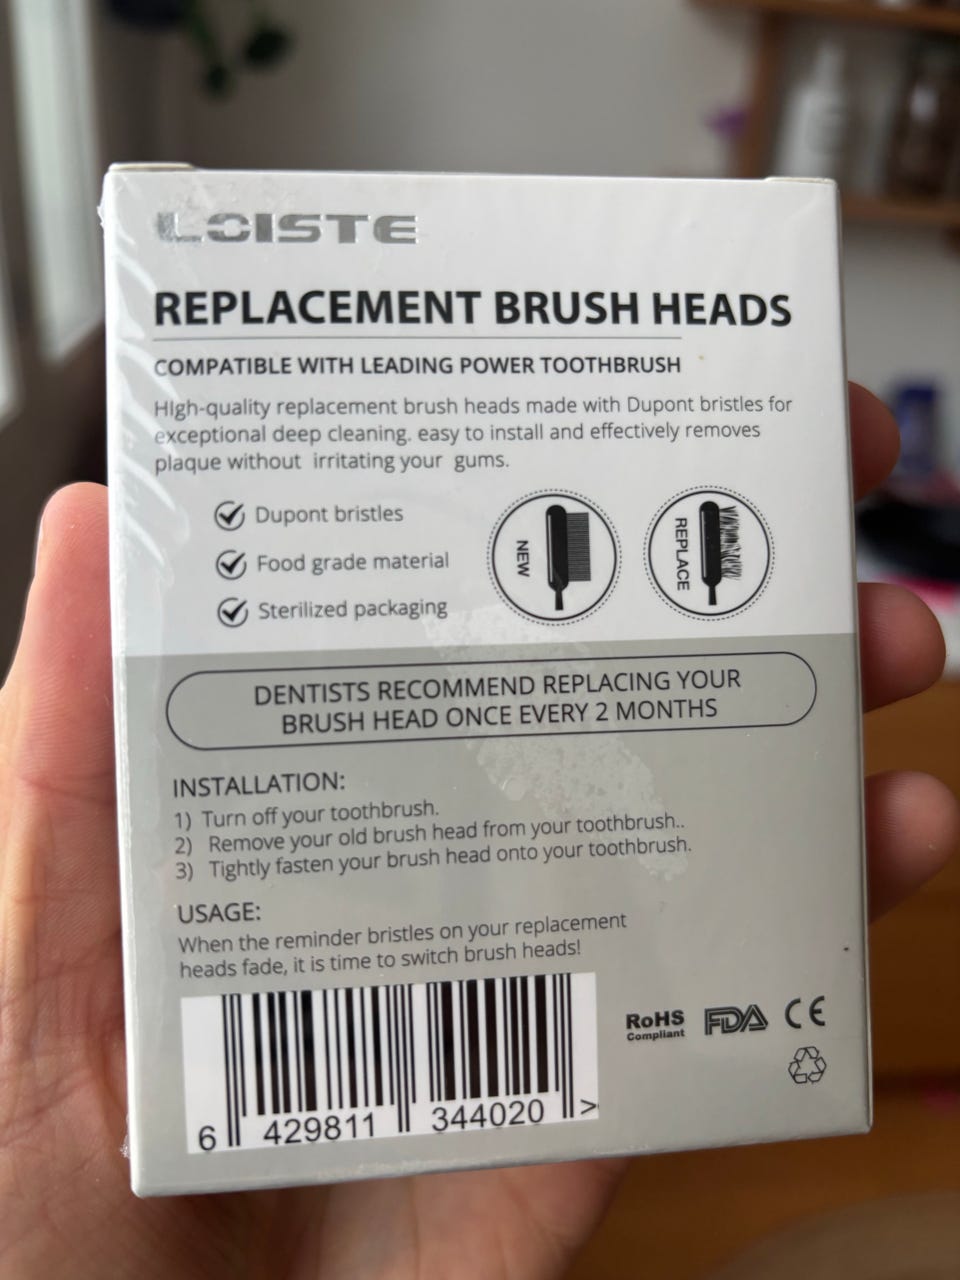 LOISTE
REPLACEMENT BRUSH HEADS
COMPATIBLE WITH LEADING POWER TOOTHBRUSH
HIgh-quality replacement brush heads made with Dupont bristles for
exceptional deep cleaning. easy to install and effectively removes
plaque without irritating your gums.
Dupont bristles
Food grade material
Sterilized packaging
NEW
REPLACE
DENTISTS RECOMMEND REPLACING YOUR
BRUSH HEAD ONCE EVERY 2 MONTHS
INSTALLATION:
1) Turn off your toothbrush.
2) Remove your old brush head from your toothbrush..
3) Tightly fasten your brush head onto your toothbrush.
USAGE:
When the reminder bristles on your replacement
heads fade, it is time to switch brush heads!
6 429811 344020 >
RoHS
Compliant
FDA
CE